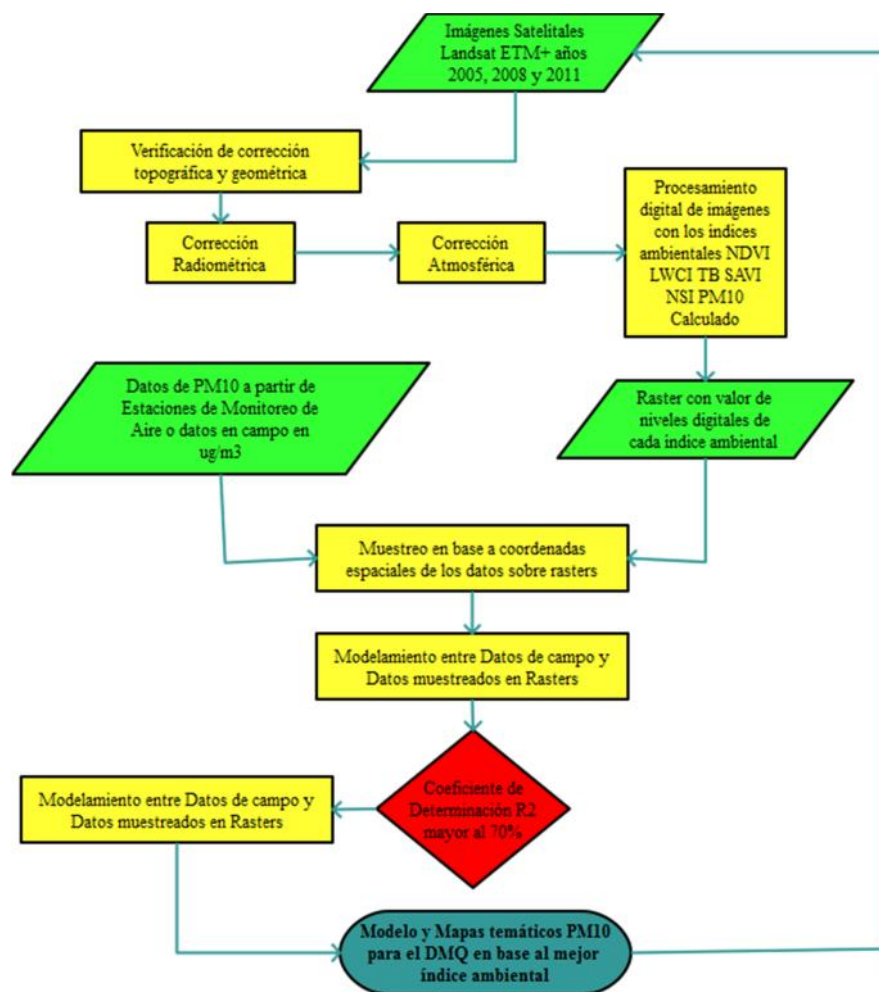 Imágenes Satelitales
Landsat ETM+ años
2005, 2008 y 2011
Verificación de corrección
topográfica y geométrica
Corrección
Radiométrica
Corrección
Atmosférica
Procesamiento
digital de imágenes
con los índices
ambientales NDVI
LWCI TB SAVI
NSI PM10
Calculado
Datos de PM10 a partir de
Estaciones de Monitoreo de
Aire o datos en campo en
ug/m3
Raster con valor de
niveles digitales de
cada indice ambiental
Muestreo en base a coordenadas
espaciales de los datos sobre rasters
Modelamiento entre Datos de campo y
Datos muestreados en Rasters
Coeficiente de
Determinación R2
mayor al 70%
Modelamiento entre Datos de campo y
Datos muestreados en Rasters
Modelo y Mapas temáticos PM10
para el DMQ en base al mejor
índice ambiental